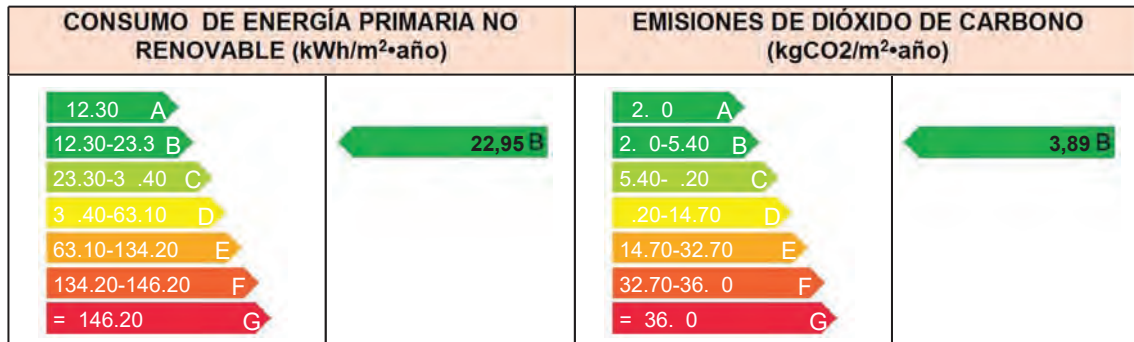 CONSUMO DE ENERGÍA PRIMARIA NO
RENOVABLE (kWh/m²•año)
12.30 A
12.30-23.3 B
23.30-3 .40 C
3 .40-63.10 D
63.10-134.20 E
134.20-146.20 F
= 146.20 G
22,95 B
EMISIONES DE DIÓXIDO DE CARBONO
(kgCO2/m²•año)
2. 0 A
2. 0-5.40 B
5.40- .20 C
.20-14.70 D
14.70-32.70 E
32.70-36. 0 F
= 36. 0 G
3,89 B